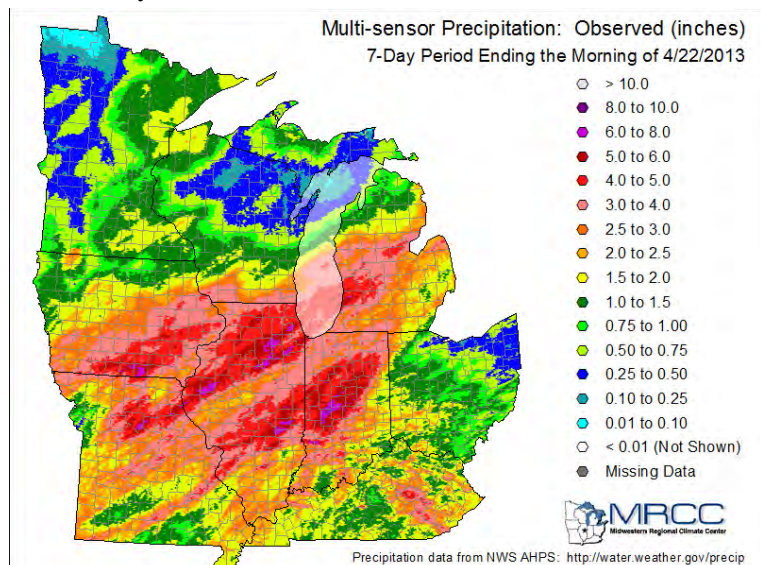 Multi-sensor Precipitation: Observed (inches)
7-Day Period Ending the Morning of 4/22/2013
> 10.0
8.0 to 10.0
6.0 to 8.0
5.0 to 6.0
4.0 to 5.0
3.0 to 4.0
2.5 to 3.0
2.0 to 2.5
1.5 to 2.0
1.0 to 1.5
0.75 to 1.00
0.50 to 0.75
0.25 to 0.50
0.10 to 0.25
0.01 to 0.10
< 0.01 (Not Shown)
Missing Data
MRCC
Midwestern Regional Climate Center
Precipitation data from NWS AHPS: http://water.weather.gov/precip